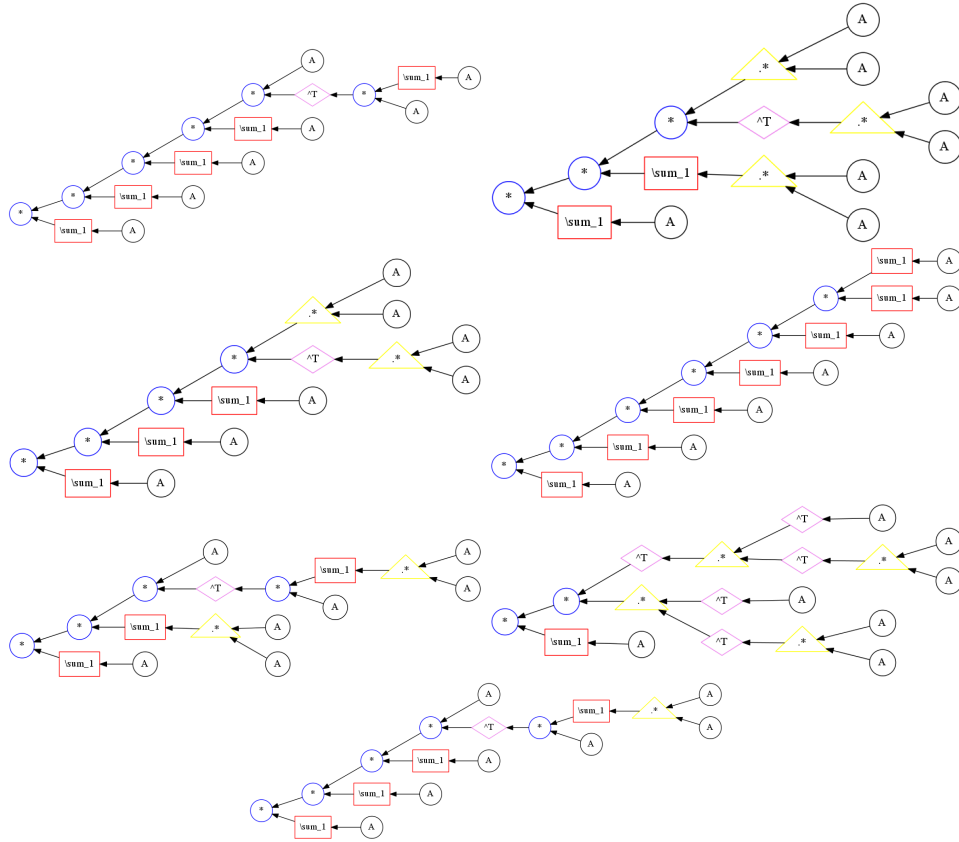 A
\sum_1 A
* ^T * A
* \sum_1 A
* \sum_1 A
* \sum_1 A
* \sum_1 A
A
.* A
* ^T .* A
A
* \sum_1 .* A
* \sum_1 A
A
A
.* A
* ^T .* A
A
* \sum_1 A
* \sum_1 A
* \sum_1 A
\sum_1 A
* \sum_1 A
* \sum_1 A
* \sum_1 A
* \sum_1 A
* \sum_1 A
* \sum_1 A
A
\sum_1 .* A
A
* ^T * A
* \sum_1 .* A
A
* \sum_1 A
^T A
^T .* ^T .* A
A
* .* ^T A
* \sum_1 A
^T .* A
A
A
\sum_1 .* A
A
* ^T * A
* \sum_1 A
* \sum_1 A
* \sum_1 A